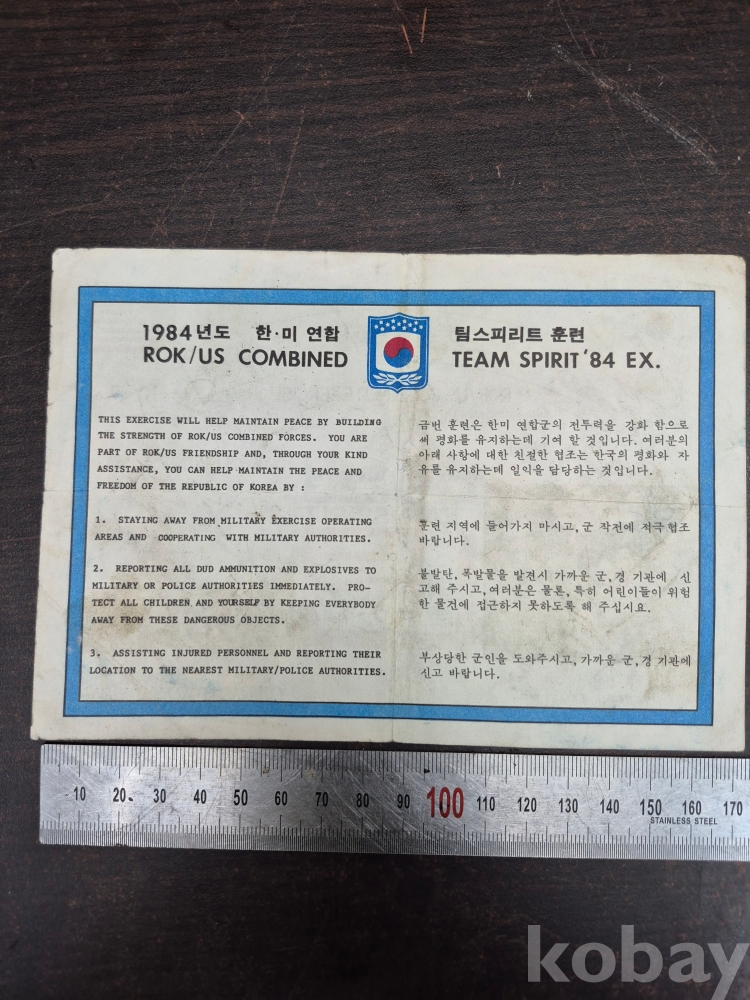 1984년도 한·미 연합
ROK/US COMBINED
팀스피리트 훈련
TEAM SPIRIT '84 EX.
THIS EXERCISE WILL HELP MAINTAIN PEACE BY BUILDING
THE STRENGTH OF ROK/US COMBINED FORCES. YOU ARE
PART OF ROK/US FRIENDSHIP AND, THROUGH YOUR KIND
ASSISTANCE, YOU CAN HELP MAINTAIN THE PEACE AND
FREEDOM OF THE REPUBLIC OF KOREA BY :
1. STAYING AWAY FROM MILITARY EXERCISE OPERATING
AREAS AND COOPERATING WITH MILITARY AUTHORITIES.
2. REPORTING ALL DUD AMMUNITION AND EXPLOSIVES TO
MILITARY OR POLICE AUTHORITIES IMMEDIATELY. PRO-
TECT ALL CHILDREN AND YOURSELF BY KEEPING EVERYBODY
AWAY FROM THESE DANGEROUS OBJECTS.
3. ASSISTING INJURED PERSONNEL AND REPORTING THEIR
LOCATION TO THE NEAREST MILITARY/POLICE AUTHORITIES.
금번 훈련은 한미 연합군의 전투력을 강화 함으로
써 평화를 유지하는데 기여 할 것입니다. 여러분의
아래 사항에 대한 친절한 협조는 한국의 평화와 자
유를 유지하는데 일익을 담당하는 것입니다.
훈련 지역에 들어가지 마시고, 군 작전에 적극 협조
바랍니다.
불발탄, 폭발물을 발견시 가까운 군, 경 기관에 신
고해 주시고, 여러분은 물론, 특히 어린이들이 위험
한 물건에 접근하지 못하도록 해 주십시요.
부상당한 군인을 도와주시고, 가까운 군, 경 기관에
신고 바랍니다.
10 20 30 40 50 60 70 80 90 100 110 120 130 140 150 160 170
STAINLESS STEEL
kobay